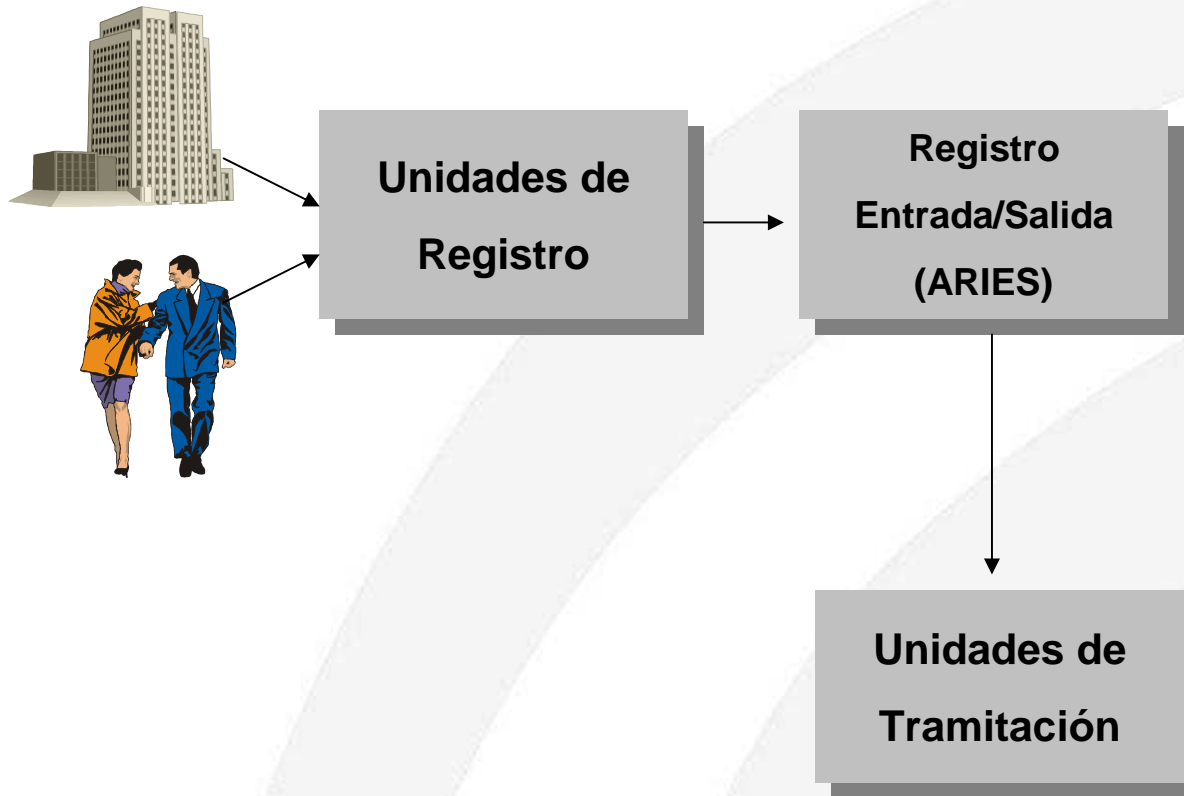 Unidades de
Registro
Registro
Entrada/Salida
(ARIES)
Unidades de
Tramitación